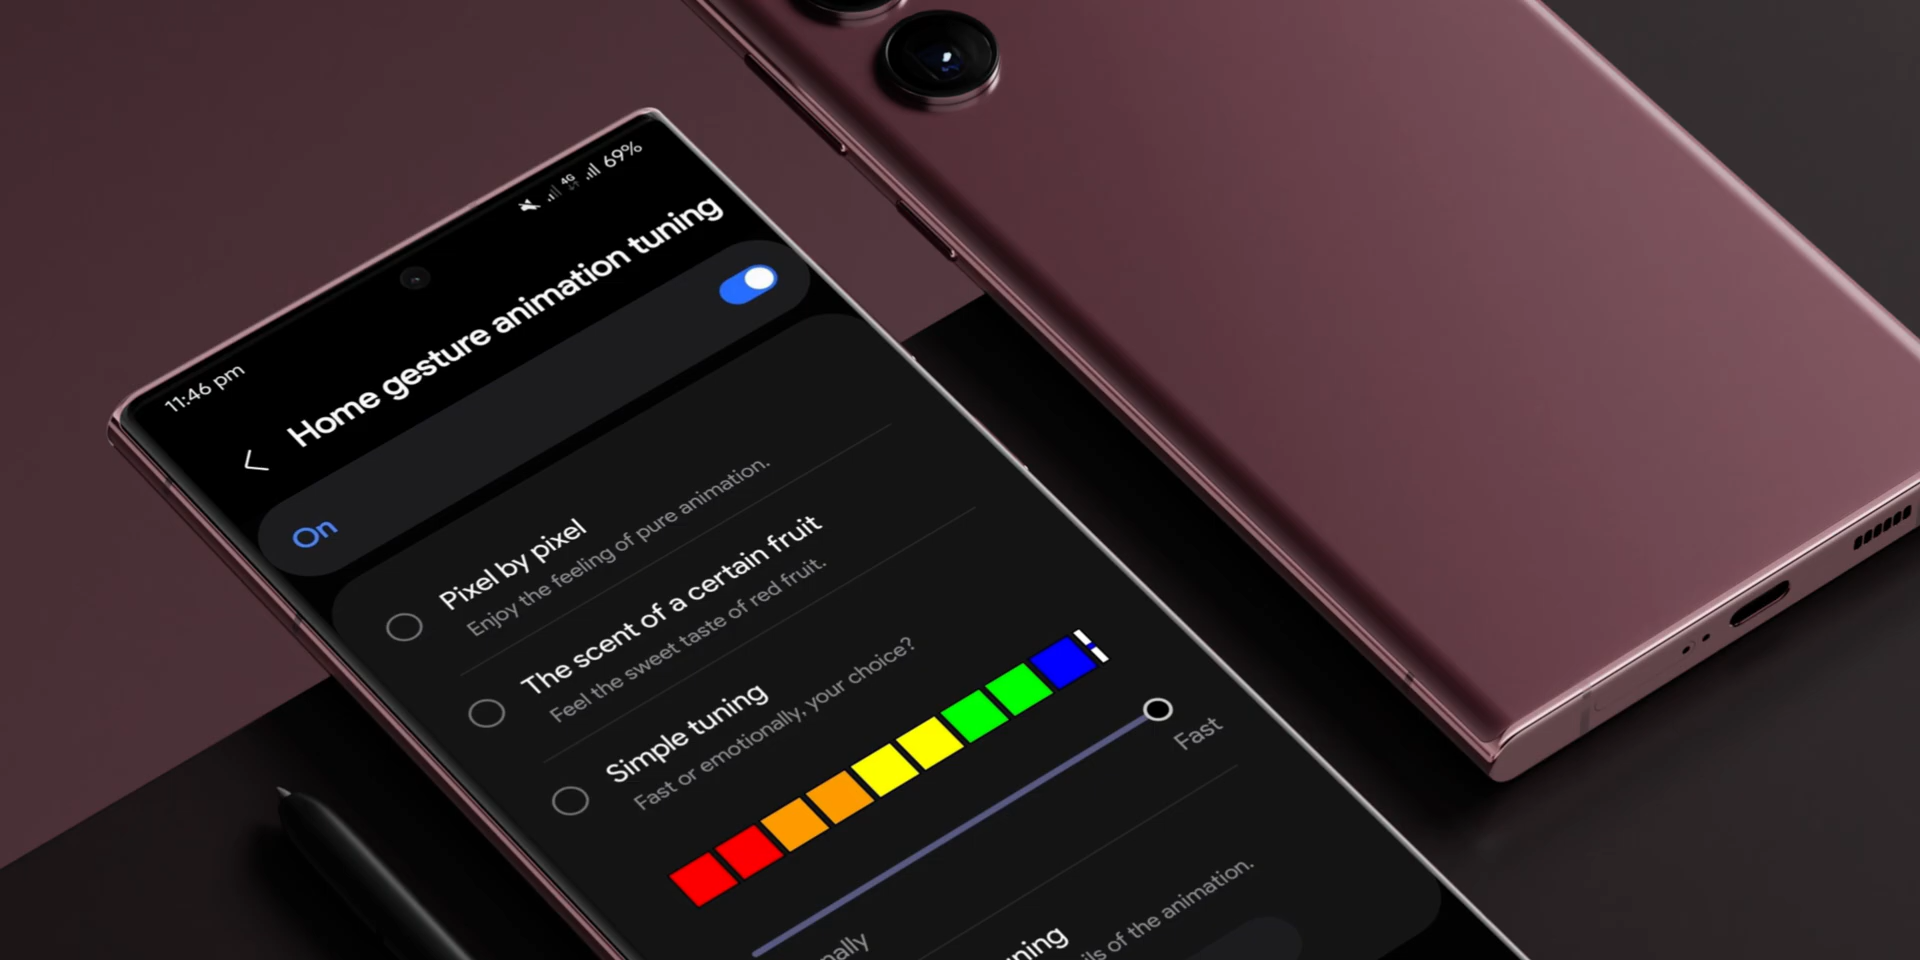 11:46 pm
4G
69%
Home gesture animation tuning
On
Pixel by pixel
Enjoy the feeling of pure animation.
The scent of a certain fruit
Feel the sweet taste of red fruit.
Simple tuning
Fast or emotionally, your choice?
Fast
of the animation.